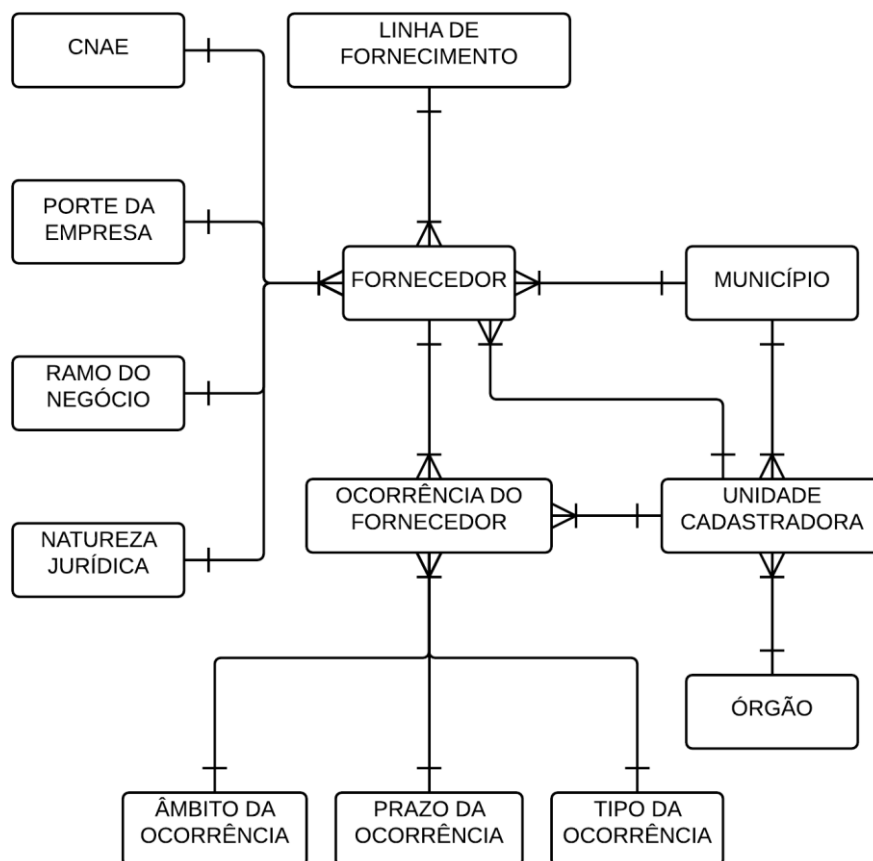 CNAE
LINHA DE
FORNECIMENTO
PORTE DA
EMPRESA
FORNECEDOR
MUNICÍPIO
RAMO DO
NEGÓCIO
OCORRÊNCIA DO
FORNECEDOR
UNIDADE
CADASTRADORA
NATUREZA
JURÍDICA
ÓRGÃO
ÂMBITO DA
OCORRÊNCIA
PRAZO DA
OCORRÊNCIA
TIPO DA
OCORRÊNCIA